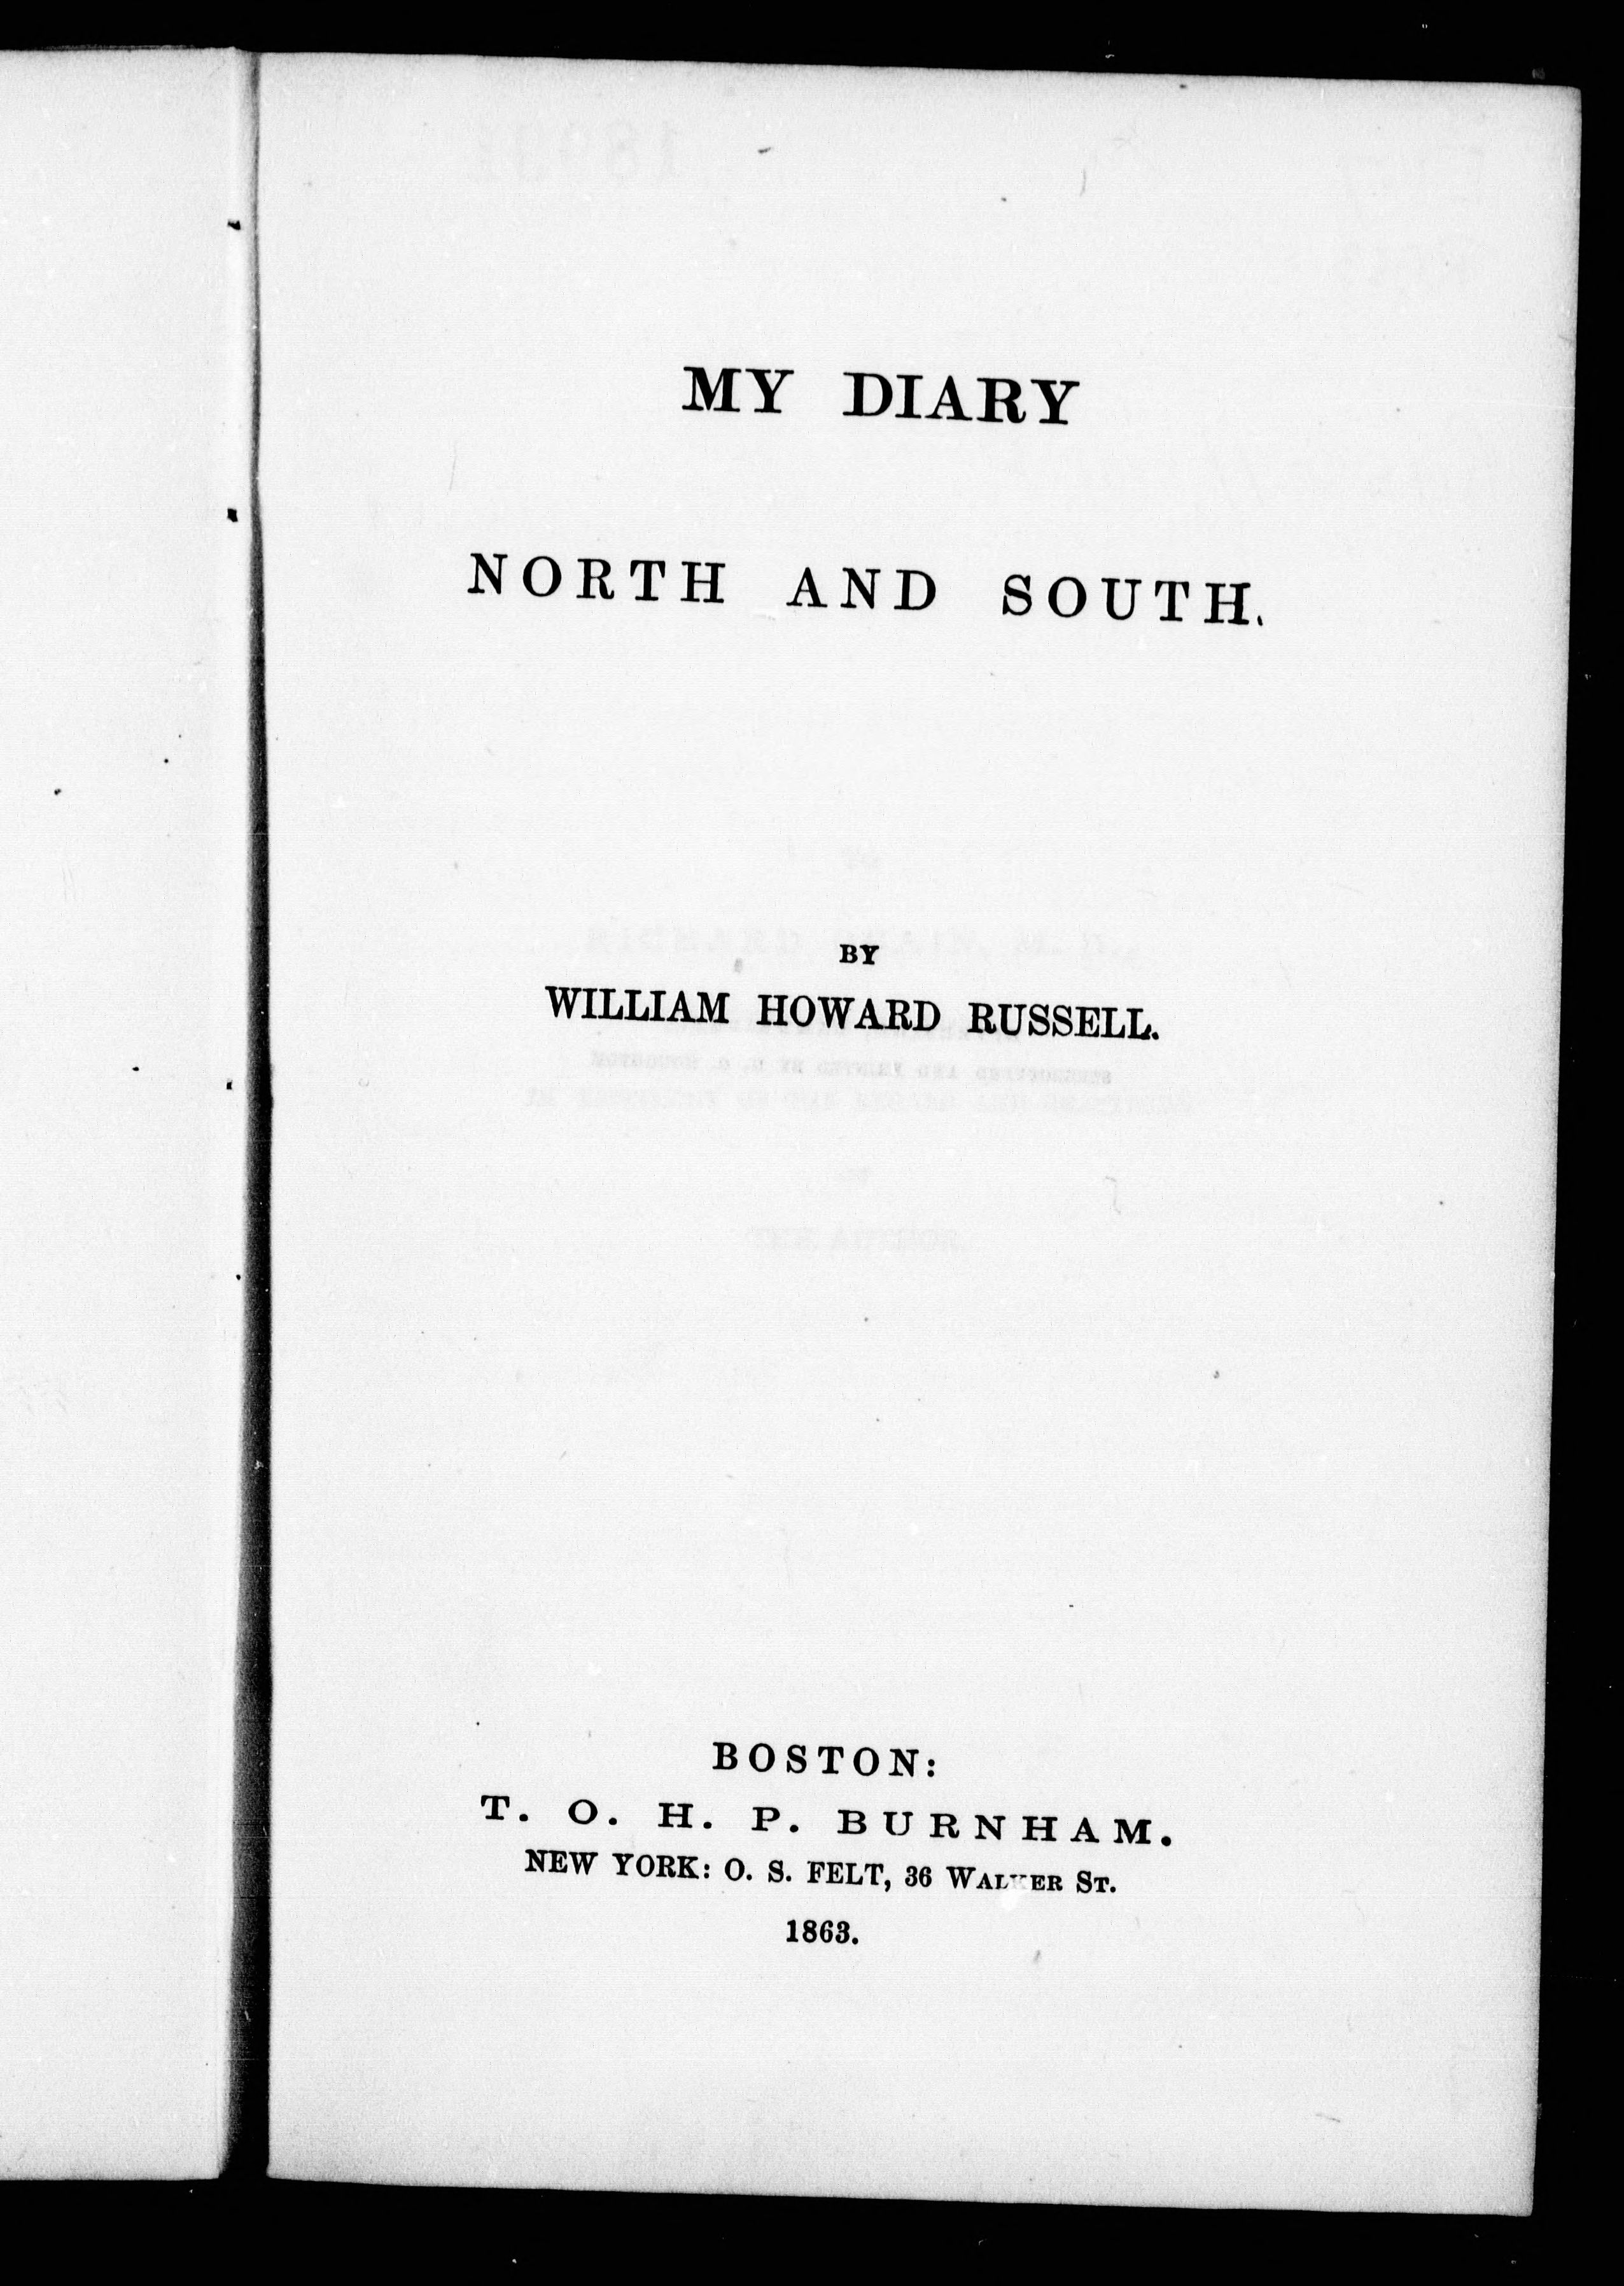 MY DIARY
NORTH AND SOUTH.
BY
WILLIAM HOWARD RUSSELL.
BOSTON:
T. O. H. P. BURNHAM.
NEW YORK: O. S. FELT, 36 WALKER ST.
1863.